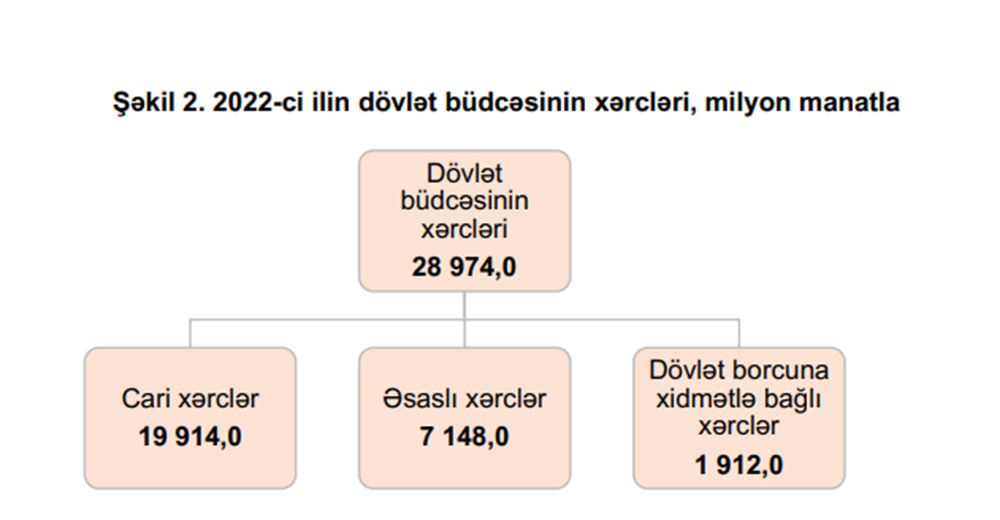 Şəkil 2. 2022-ci ilin dövlət büdcəsinin xərcləri, milyon manatla
Dövlət
büdcəsinin
xərcləri
28 974,0
Cari xərclər
19 914,0
Əsaslı xərclər
7 148,0
Dövlət borcuna
xidmətlə bağlı
xərclər
1 912,0